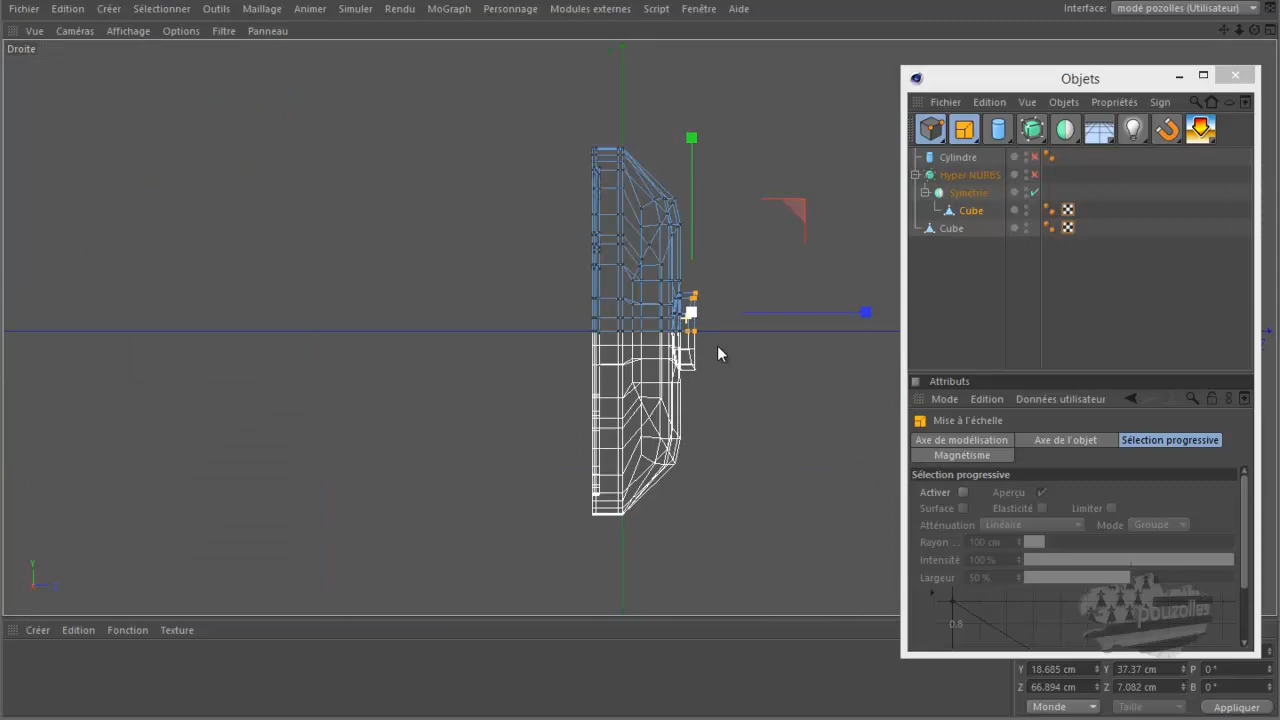 Fichier Edition Créer Sélectionner Outils Maillage Animer Simuler Rendu MoGraph Personnage Modules externes Script Fenêtre Aide Interface: modé pozolles (Utilisateur)
Vue Caméras Affichage Options Filtre Panneau
Droite
Objets
Fichier Edition Vue Objets Propriétés Sign
Cylindre
Hyper NURBS
Symétrie
Cube
Cube
Attributs
Mode Edition Données utilisateur
Mise à l'échelle
Axe de modélisation Axe de l'objet Sélection progressive
Magnétisme
Sélection progressive
Activer Aperçu
Surface Elasticité Limiter
Atténuation Linéaire Mode Groupe
Rayon ... 100 cm
Intensité 100 %
Largeur 50 %
0.8
pouzolles
Y
Créer Edition Fonction Texture
Y 18.685 cm Y 37.37 cm P 0 °
Z 66.894 cm Z 7.082 cm B 0 °
Monde Taille Appliquer